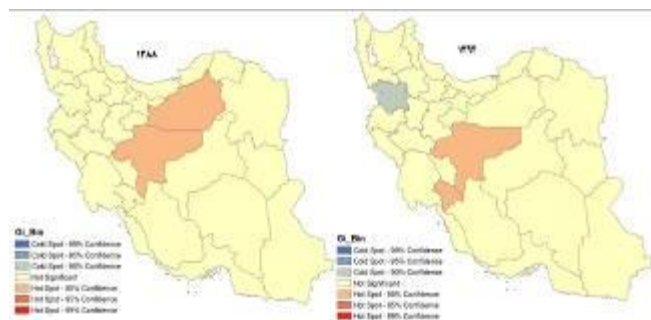 ۱۳۸۸
Gi_Bin
Cold Spot - 99% Confidence
Cold Spot - 95% Confidence
Cold Spot - 90% Confidence
Not Significant
Hot Spot - 90% Confidence
Hot Spot - 95% Confidence
Hot Spot - 99% Confidence
Gi_Bin
Cold Spot - 99% Confidence
Cold Spot - 95% Confidence
Cold Spot - 90% Confidence
Not Significant
Hot Spot - 90% Confidence
Hot Spot - 95% Confidence
Hot Spot - 99% Confidence